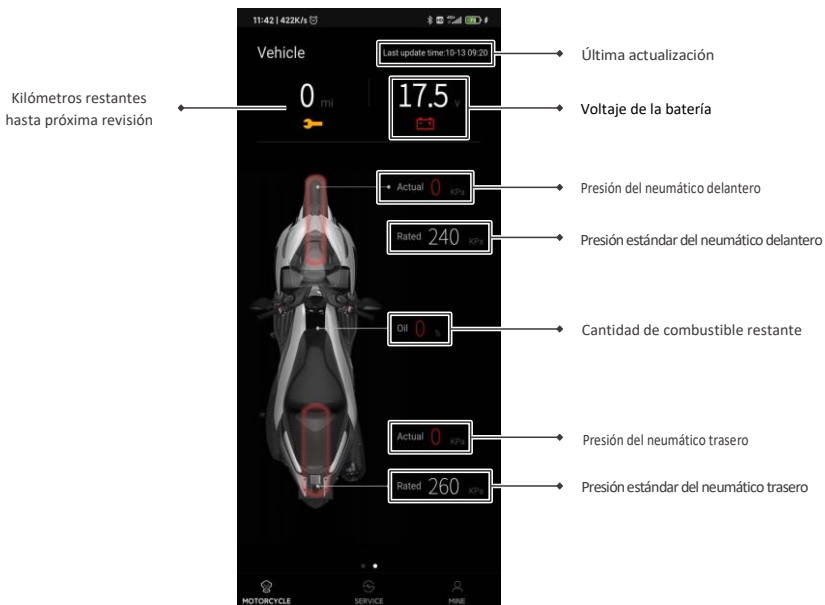 11:42 | 422K/s
Vehicle
Last update time:10-13 09:20
Última actualización
0 mi
17.5 v
Kilómetros restantes
hasta próxima revisión
Voltaje de la batería
Actual 0 KPa
Presión del neumático delantero
Rated 240 KPa
Presión estándar del neumático delantero
Oil 0 %
Cantidad de combustible restante
Actual 0 KPa
Presión del neumático trasero
Rated 260 KPa
Presión estándar del neumático trasero
MOTORCYCLE
SERVICE
MINE